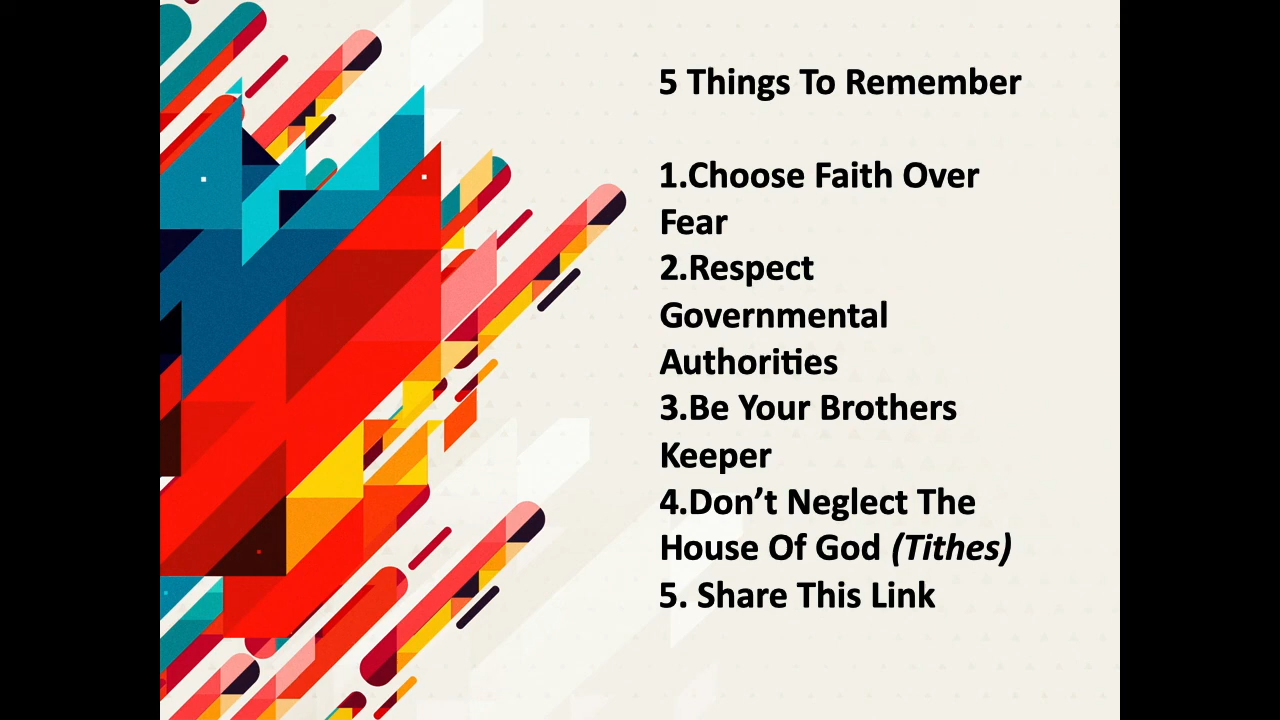 5 Things To Remember
1.Choose Faith Over
Fear
2.Respect
Governmental
Authorities
3.Be Your Brothers
Keeper
4.Don’t Neglect The
House Of God (Tithes)
5. Share This Link